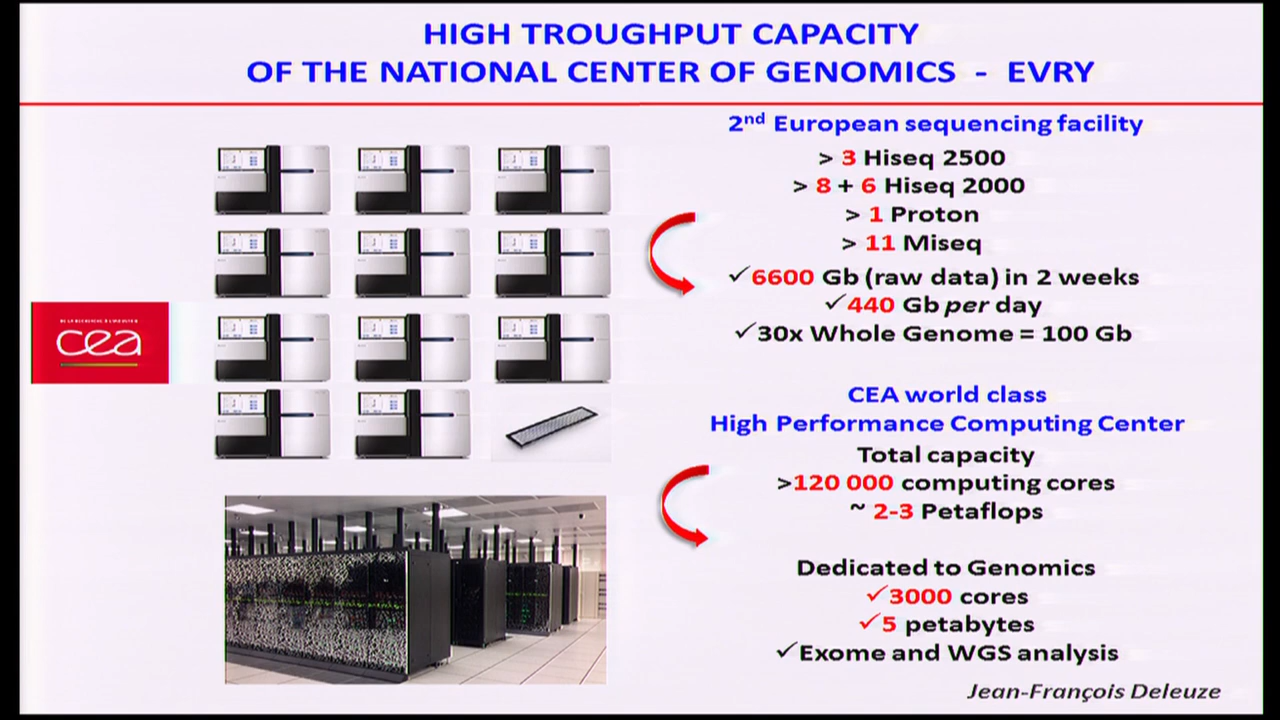 HIGH TROUGHPUT CAPACITY
OF THE NATIONAL CENTER OF GENOMICS - EVRY
2nd European sequencing facility
> 3 Hiseq 2500
> 8 + 6 Hiseq 2000
> 1 Proton
> 11 Miseq
✓6600 Gb (raw data) in 2 weeks
✓440 Gb per day
✓30x Whole Genome = 100 Gb
cea
CEA world class
High Performance Computing Center
Total capacity
>120 000 computing cores
~ 2-3 Petaflops
Dedicated to Genomics
✓3000 cores
✓5 petabytes
✓Exome and WGS analysis
Jean-François Deleuze